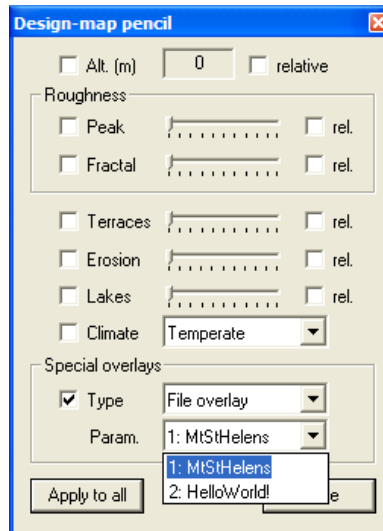 Design-map pencil
Alt. (m) 0 relative
Roughness
Peak rel.
Fractal rel.
Terraces rel.
Erosion rel.
Lakes rel.
Climate Temperate
Special overlays
Type File overlay
Param. 1: MtStHelens
1: MtStHelens
2: HelloWorld!
Apply to all